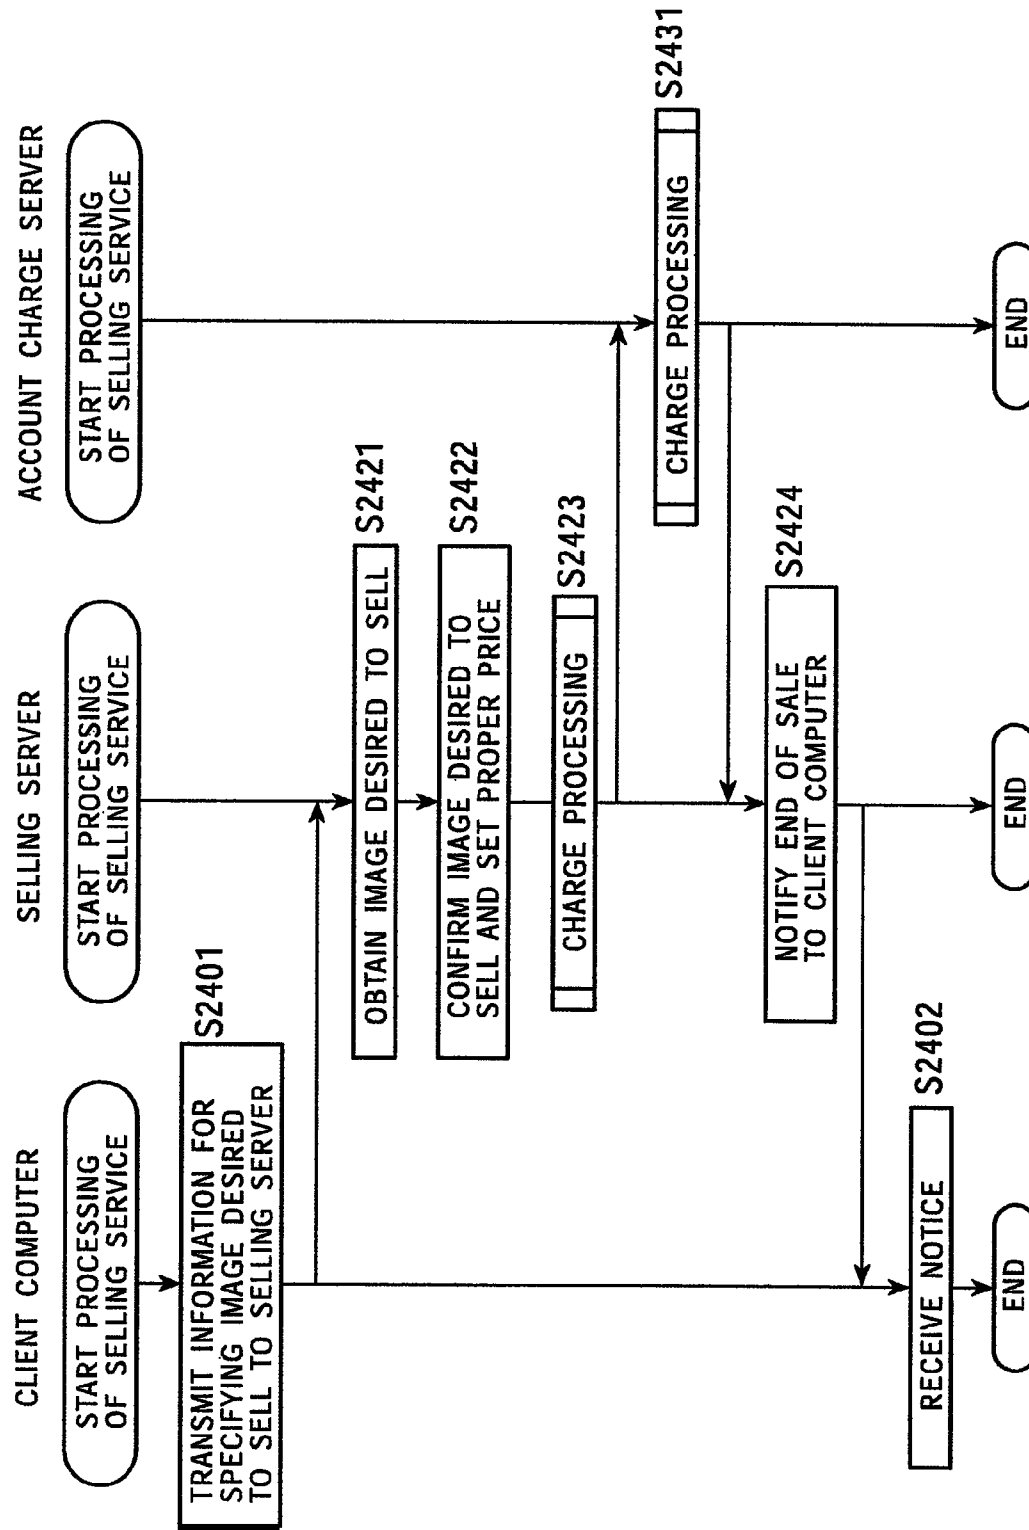 CLIENT COMPUTER
START PROCESSING
OF SELLING SERVICE
S2401
TRANSMIT INFORMATION FOR
SPECIFYING IMAGE DESIRED
TO SELL TO SELLING SERVER
RECEIVE NOTICE
S2402
END
SELLING SERVER
START PROCESSING
OF SELLING SERVICE
OBTAIN IMAGE DESIRED TO SELL
S2421
CONFIRM IMAGE DESIRED TO
SELL AND SET PROPER PRICE
S2422
CHARGE PROCESSING
S2423
NOTIFY END OF SALE
TO CLIENT COMPUTER
S2424
END
ACCOUNT CHARGE SERVER
START PROCESSING
OF SELLING SERVICE
CHARGE PROCESSING
S2431
END